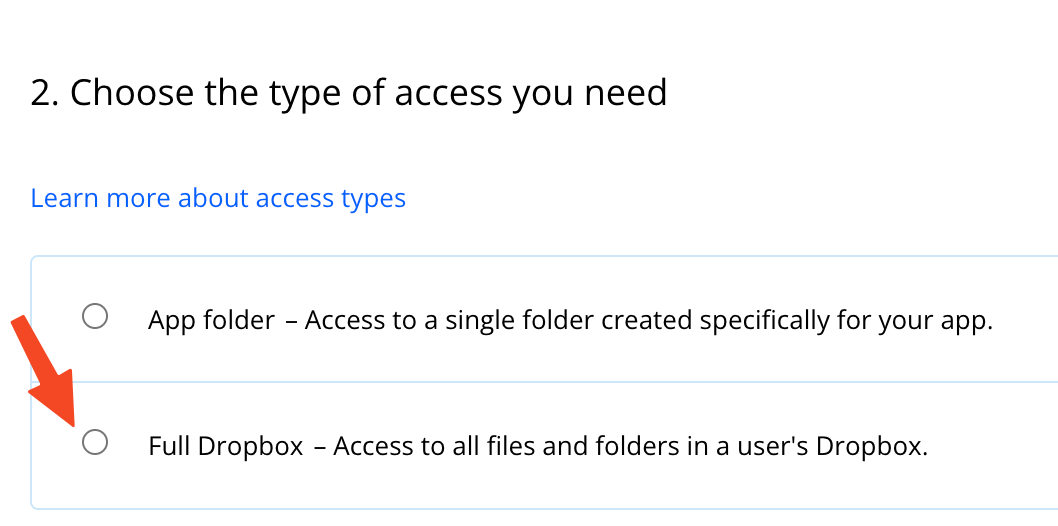 2. Choose the type of access you need
Learn more about access types
App folder – Access to a single folder created specifically for your app.
Full Dropbox – Access to all files and folders in a user's Dropbox.